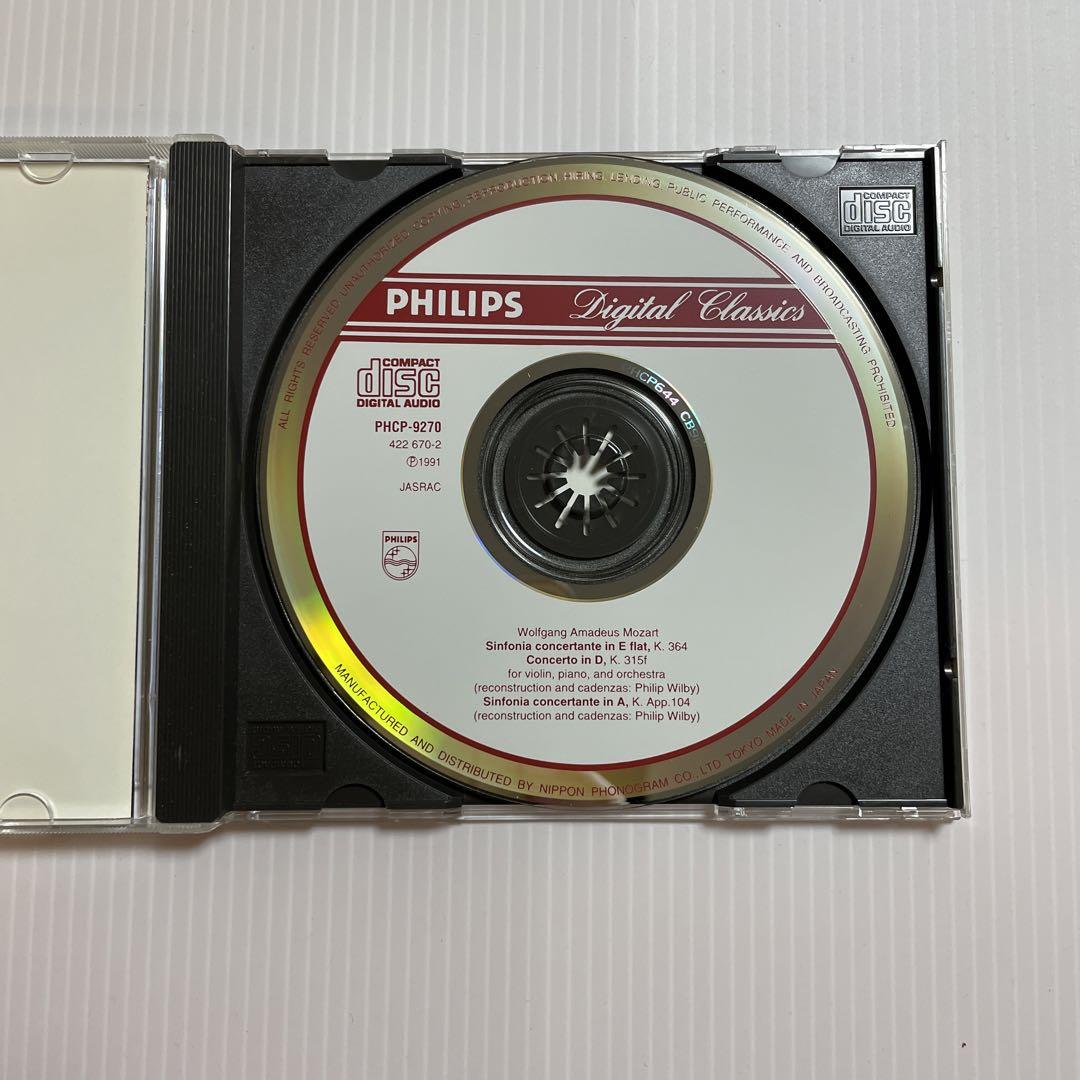 ALL RIGHTS RESERVED UNAUTHORIZED COPYING, REPRODUCTION, HIRING, LENDING, PUBLIC PERFORMANCE AND BROADCASTING PROHIBITED
COMPACT
disc
DIGITAL AUDIO
PHILIPS Digital Classics
COMPACT
disc
DIGITAL AUDIO
PHCP-9270
422 670-2
Ⓟ1991
JASRAC
PHILIPS
PHCP644 CB9
Wolfgang Amadeus Mozart
Sinfonia concertante in E flat, K. 364
Concerto in D, K. 315f
for violin, piano, and orchestra
(reconstruction and cadenzas: Philip Wilby)
Sinfonia concertante in A, K. App.104
(reconstruction and cadenzas: Philip Wilby)
MANUFACTURED AND DISTRIBUTED BY NIPPON PHONOGRAM CO., LTD TOKYO MADE IN JAPAN